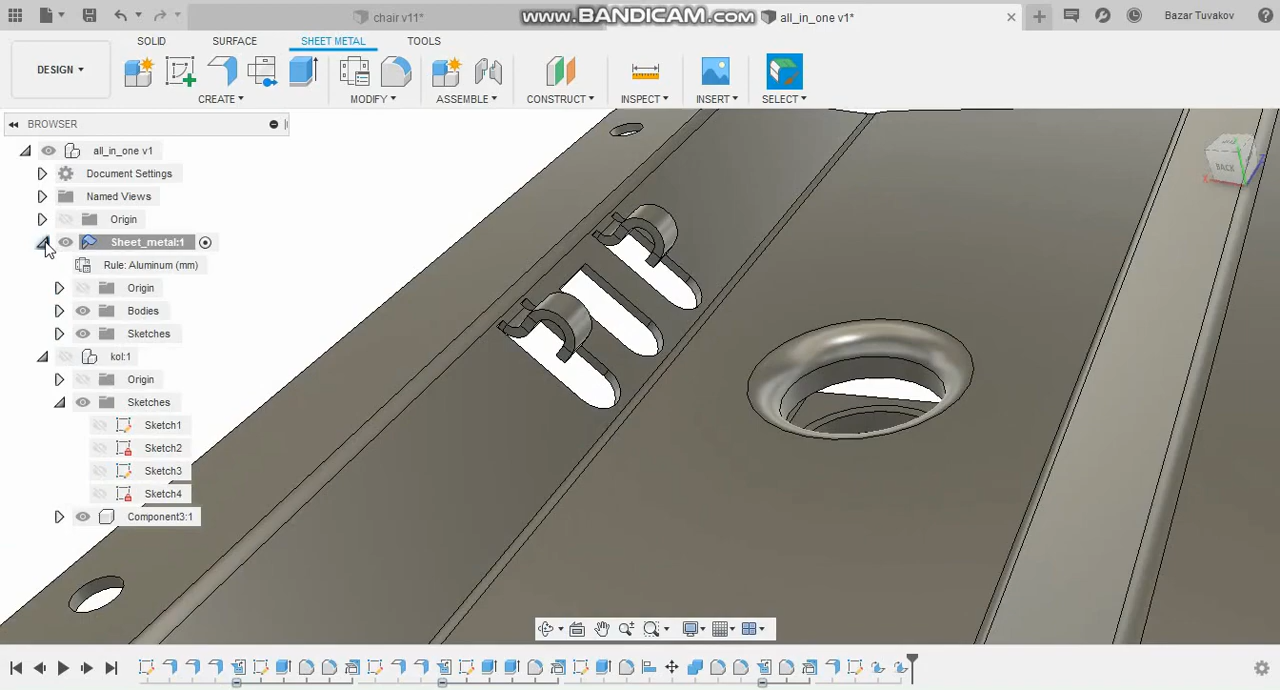 chair v11*
www.BANDICAM.com
all_in_one v1*
Bazar Tuvakov
DESIGN
SOLID
SURFACE
SHEET METAL
TOOLS
CREATE
MODIFY
ASSEMBLE
CONSTRUCT
INSPECT
INSERT
SELECT
BROWSER
all_in_one v1
Document Settings
Named Views
Origin
Sheet_metal:1
Rule: Aluminum (mm)
Origin
Bodies
Sketches
kol:1
Origin
Sketches
Sketch1
Sketch2
Sketch3
Sketch4
Component3:1
BACK
X
Z